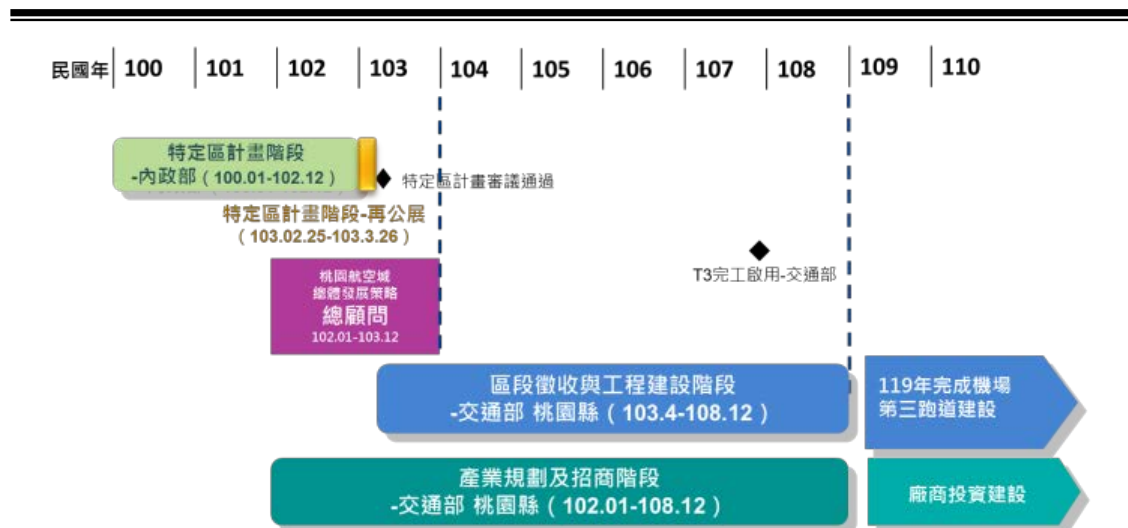 民國年 100 101 102 103 104 105 106 107 108 109 110
特定區計畫階段
-內政部（100.01-102.12）
特定區計畫審議通過
特定區計畫階段-再公展
（103.02.25-103.3.26）
T3完工啟用-交通部
桃園航空城
總體發展策略
總顧問
102.01-103.12
區段徵收與工程建設階段
-交通部 桃園縣（103.4-108.12）
119年完成機場
第三跑道建設
產業規劃及招商階段
-交通部 桃園縣（102.01-108.12）
廠商投資建設